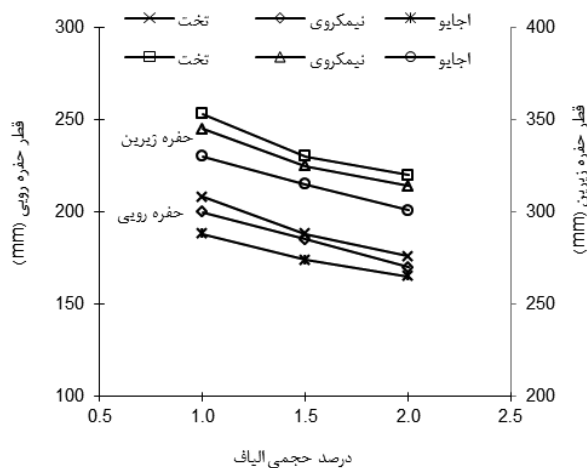 تخت نیمکروی اجایو
تخت نیمکروی اجایو
300 400
250 350
200 300
150 250
100 200
حفره زیرین
حفره رویی
قطر حفره رویی (mm)
قطر حفره زیرین (mm)
0.5 1.0 1.5 2.0 2.5
درصد حجمی الیاف